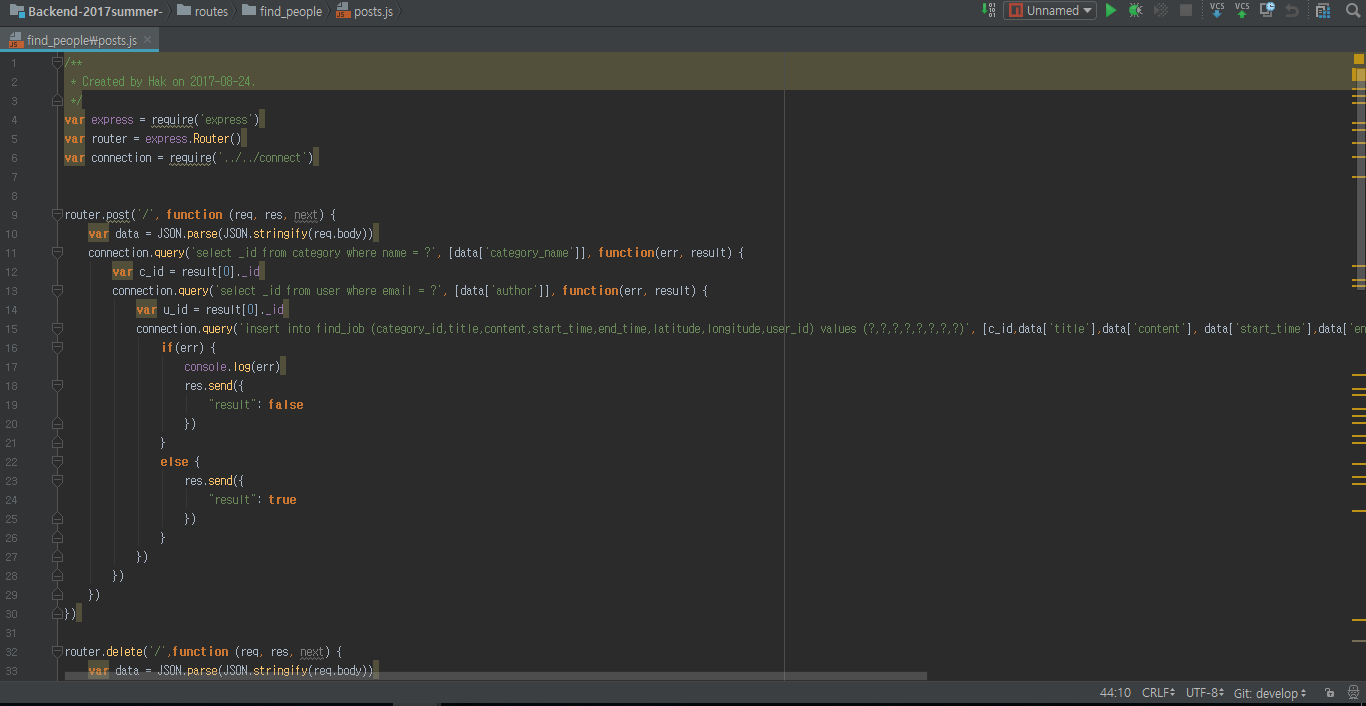 Backend-2017summer- routes find_people posts.js Unnamed VCS VCS
find_people₩posts.js
1 /**
2 * Created by Hak on 2017-08-24.
3 */
4 var express = require('express')
5 var router = express.Router()
6 var connection = require('../../connect')
7
8
9 router.post('/', function (req, res, next) {
10 var data = JSON.parse(JSON.stringify(req.body))
11 connection.query('select _id from category where name = ?', [data['category_name']], function(err, result) {
12 var c_id = result[0]._id
13 connection.query('select _id from user where email = ?', [data['author']], function(err, result) {
14 var u_id = result[0]._id
15 connection.query('insert into find_job (category_id,title,content,start_time,end_time,latitude,longitude,user_id) values (?,?,?,?,?,?,?,?)', [c_id,data['title'],data['content'], data['start_time'],data['en
16 if(err) {
17 console.log(err)
18 res.send({
19 "result": false
20 })
21 }
22 else {
23 res.send({
24 "result": true
25 })
26 }
27 })
28 })
29 })
30 })
31
32 router.delete('/',function (req, res, next) {
33 var data = JSON.parse(JSON.stringify(req.body))
44:10 CRLF UTF-8 Git: develop